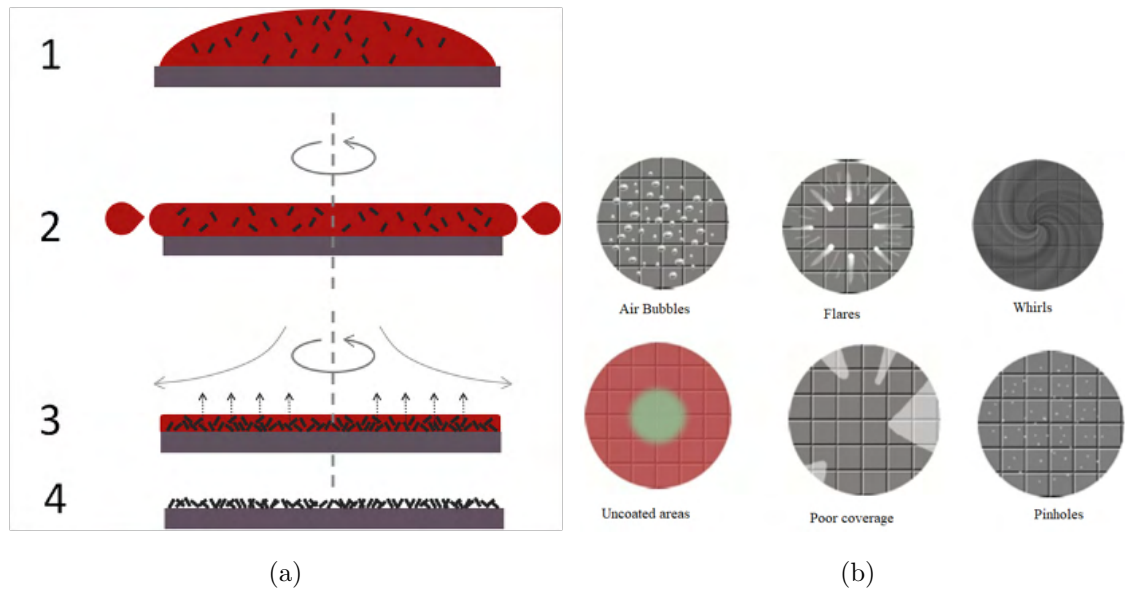 1
2
3
4
Air Bubbles
Flares
Whirls
Uncoated areas
Poor coverage
Pinholes
(a)
(b)